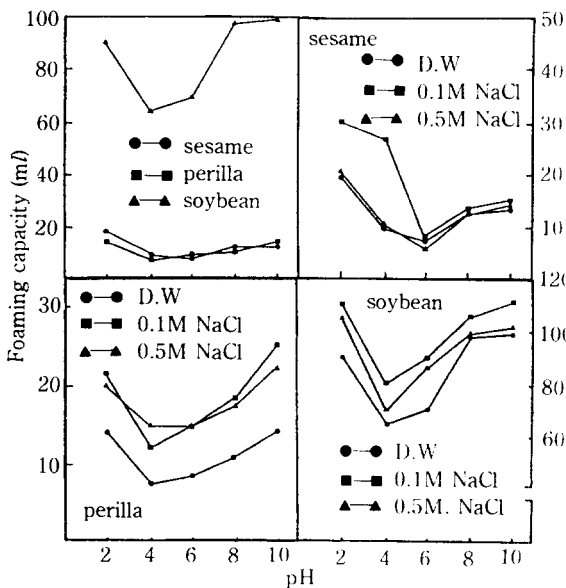 Foaming capacity (ml)
100
80
60
40
20
sesame
perilla
soybean
sesame
D.W
0.1M NaCl
0.5M NaCl
50
40
30
20
10
30
20
10
D.W
0.1M NaCl
0.5M NaCl
perilla
soybean
120
100
80
60
D.W
0.1M NaCl
0.5M. NaCl
2 4 6 8 10
2 4 6 8 10
pH